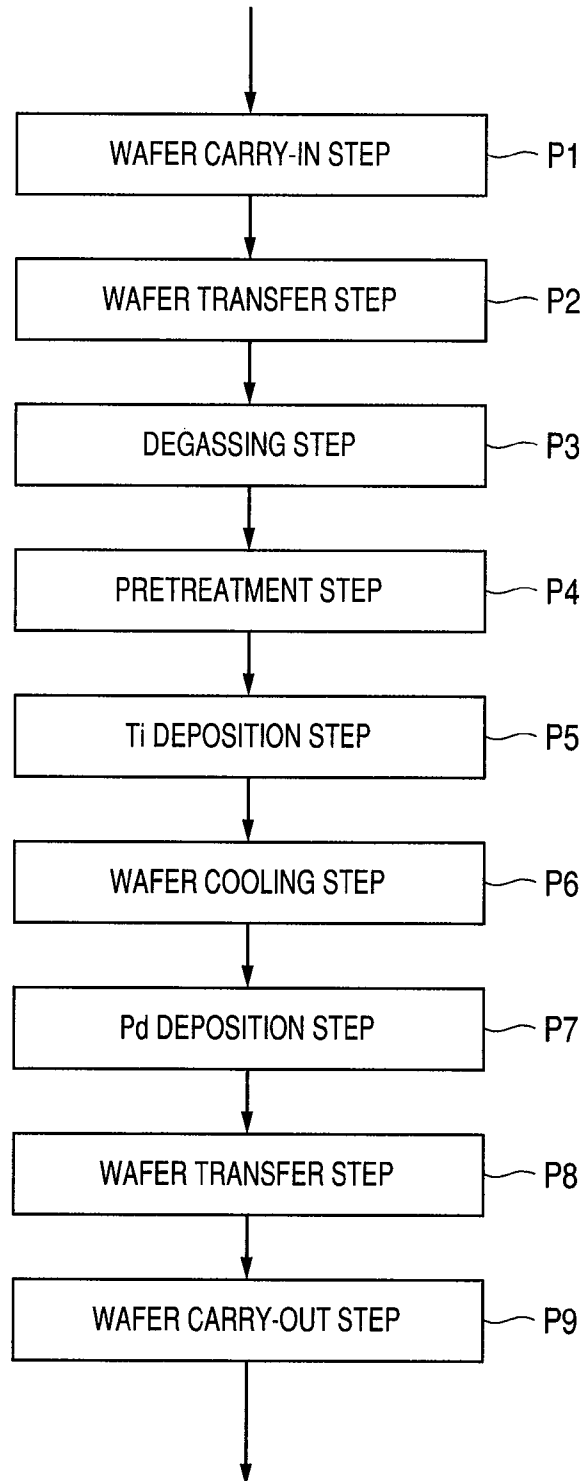 WAFER CARRY-IN STEP P1
WAFER TRANSFER STEP P2
DEGASSING STEP P3
PRETREATMENT STEP P4
Ti DEPOSITION STEP P5
WAFER COOLING STEP P6
Pd DEPOSITION STEP P7
WAFER TRANSFER STEP P8
WAFER CARRY-OUT STEP P9